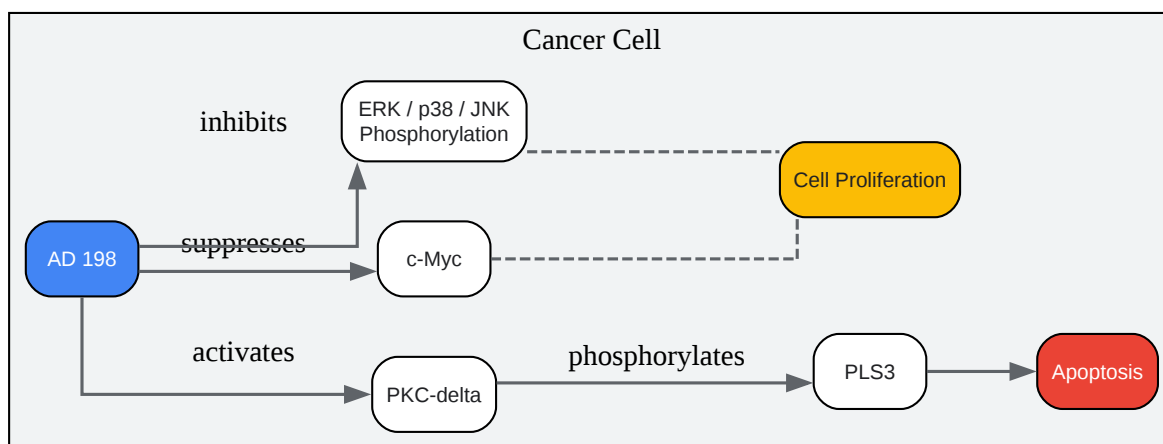 Cancer Cell
inhibits
ERK / p38 / JNK
Phosphorylation
Cell Proliferation
suppresses
AD 198
c-Myc
activates
phosphorylates
PKC-delta
PLS3
Apoptosis